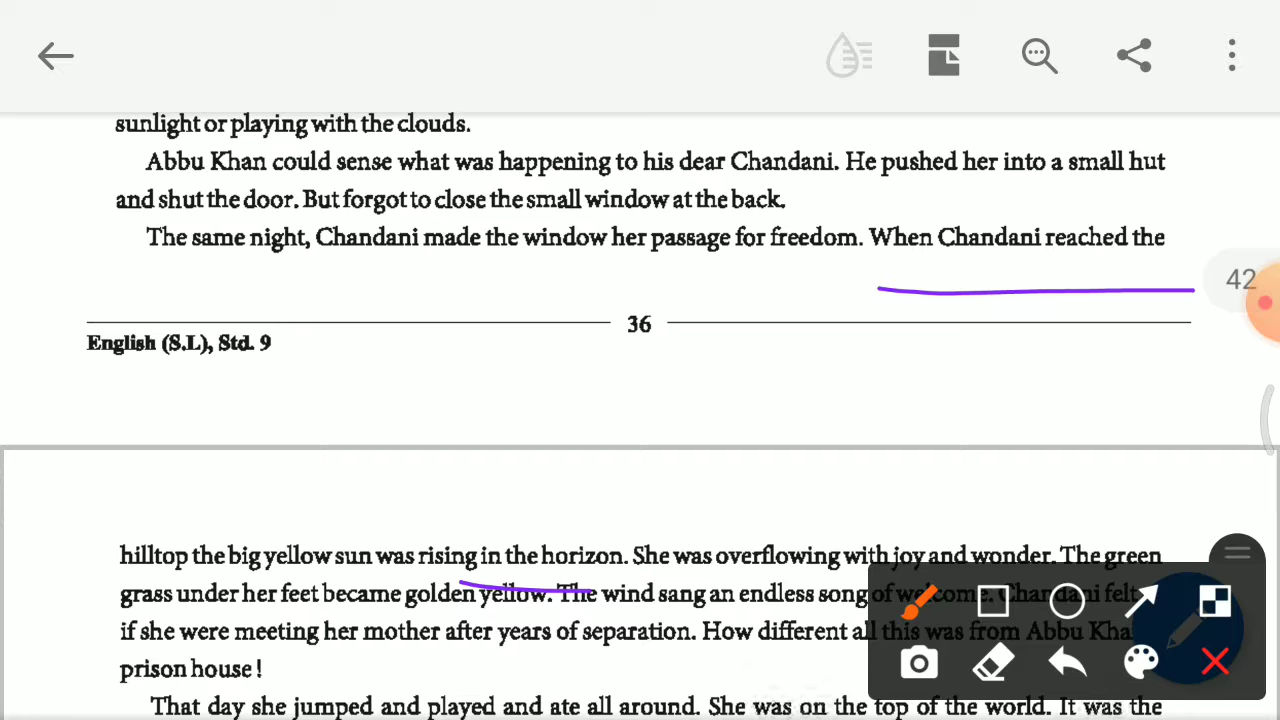 sunlight or playing with the clouds.
Abbu Khan could sense what was happening to his dear Chandani. He pushed her into a small hut
and shut the door. But forgot to close the small window at the back.
The same night, Chandani made the window her passage for freedom. When Chandani reached the
42
36
English (S.L), Std. 9
hilltop the big yellow sun was rising in the horizon. She was overflowing with joy and wonder. The green
grass under her feet became golden yellow. The wind sang an endless song of welcome. Chandani felt
if she were meeting her mother after years of separation. How different all this was from Abbu Kha
prison house !
That day she jumped and played and ate all around. She was on the top of the world. It was the